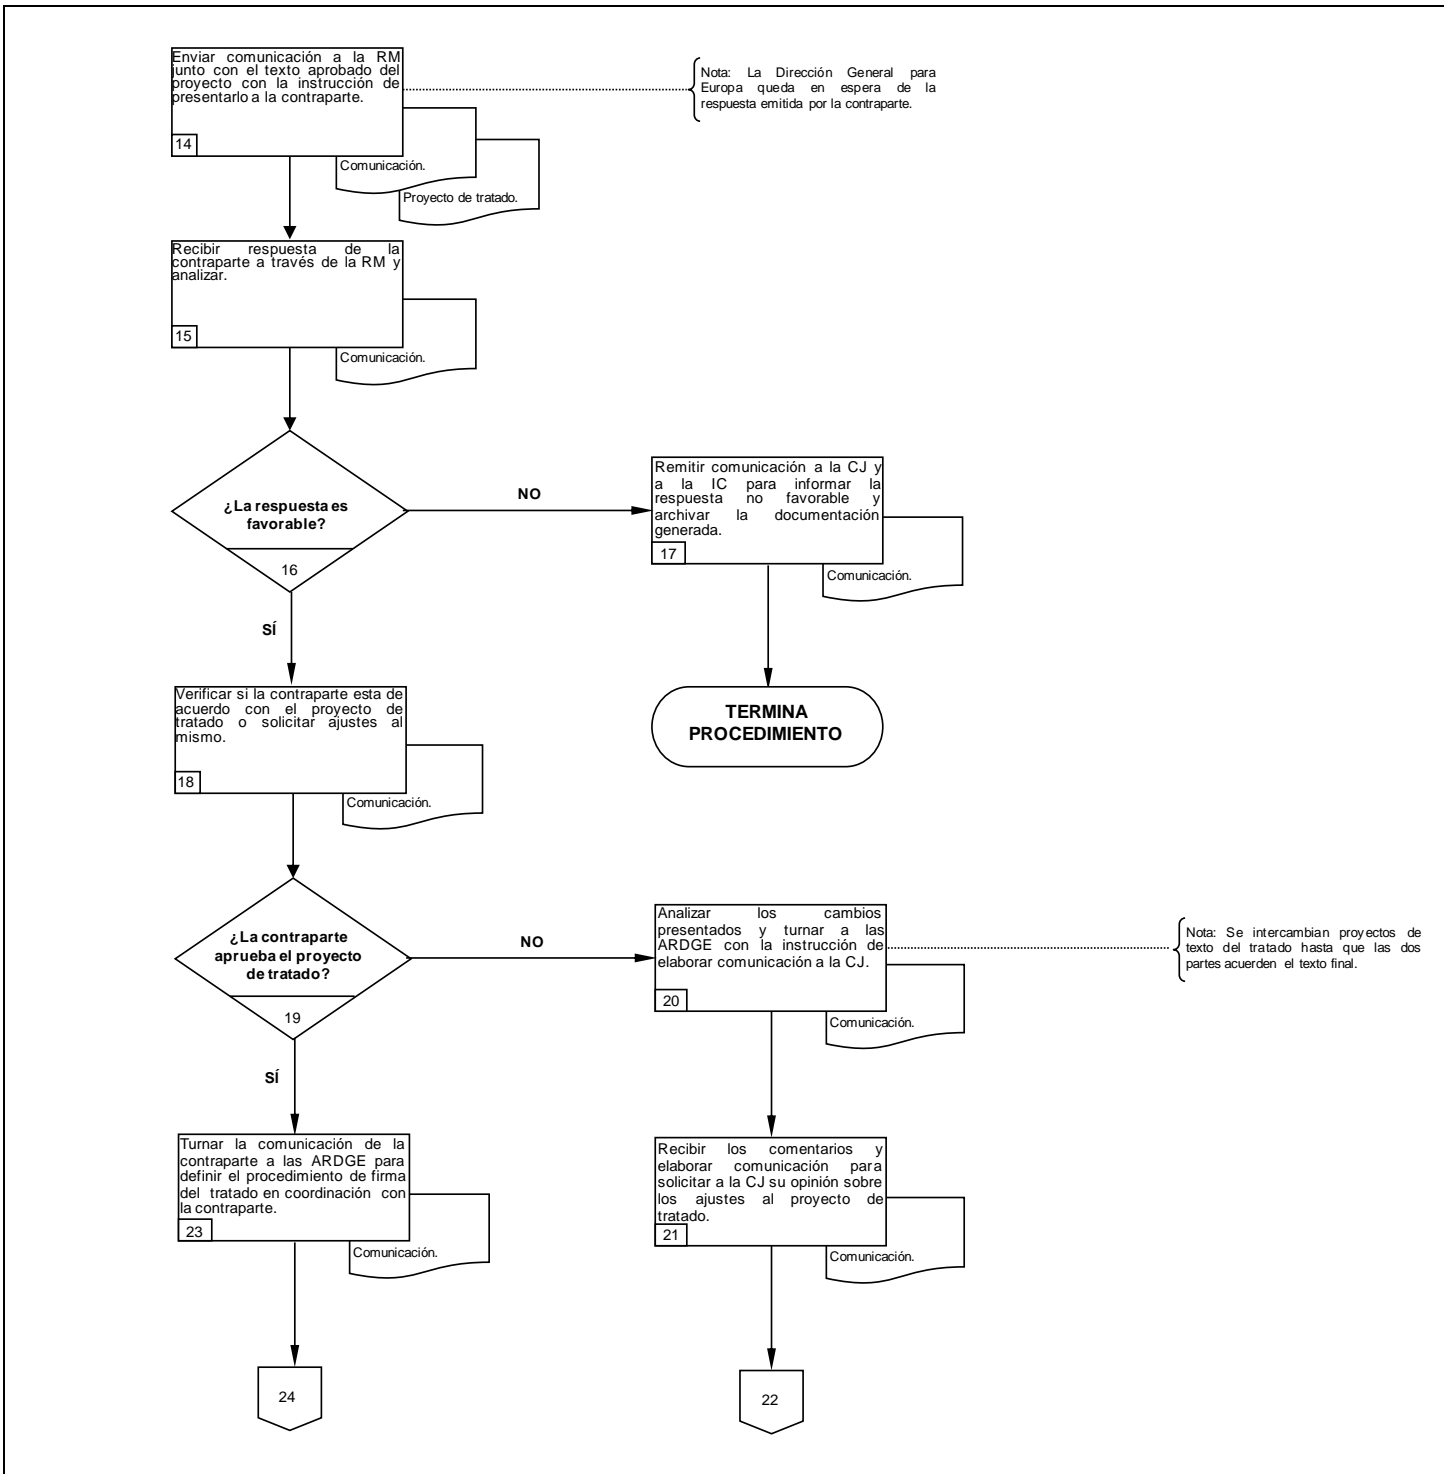 Enviar comunicación a la RM
junto con el texto aprobado del
proyecto con la instrucción de
presentarlo a la contraparte.
14
Comunicación.
Proyecto de tratado.
Nota: La Dirección General para
Europa queda en espera de la
respuesta emitida por la contraparte.
Recibir respuesta de la
contraparte a través de la RM y
analizar.
15
Comunicación.
¿La respuesta es
favorable?
16
NO
SÍ
Remitir comunicación a la CJ y
a la IC para informar la
respuesta no favorable y
archivar la documentación
generada.
17
Comunicación.
TERMINA
PROCEDIMIENTO
Verificar si la contraparte esta de
acuerdo con el proyecto de
tratado o solicitar ajustes al
mismo.
18
Comunicación.
¿La contraparte
aprueba el proyecto
de tratado?
19
NO
SÍ
Analizar los cambios
presentados y turnar a las
ARDGE con la instrucción de
elaborar comunicación a la CJ.
20
Comunicación.
Nota: Se intercambian proyectos de
texto del tratado hasta que las dos
partes acuerden el texto final.
Turnar la comunicación de la
contraparte a las ARDGE para
definir el procedimiento de firma
del tratado en coordinación con
la contraparte.
23
Comunicación.
Recibir los comentarios y
elaborar comunicación para
solicitar a la CJ su opinión sobre
los ajustes al proyecto de
tratado.
21
Comunicación.
24
22